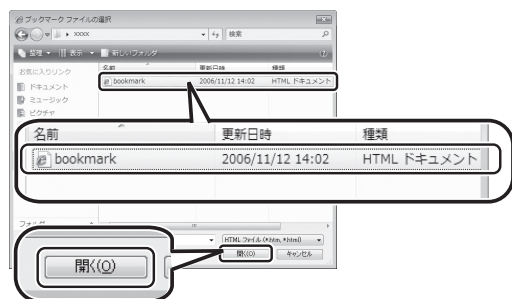 ブックマーク ファイルの選択
xxxx
検索
整理 表示 新しいフォルダ
お気に入りリンク
名前 更新日時 種類
bookmark 2006/11/12 14:02 HTML ドキュメント
ドキュメント
ミュージック
ピクチャ
名前 更新日時 種類
bookmark 2006/11/12 14:02 HTML ドキュメント
フォルダ
HTML ファイル (*.htm, *.html)
開く(O) キャンセル
開く(O)